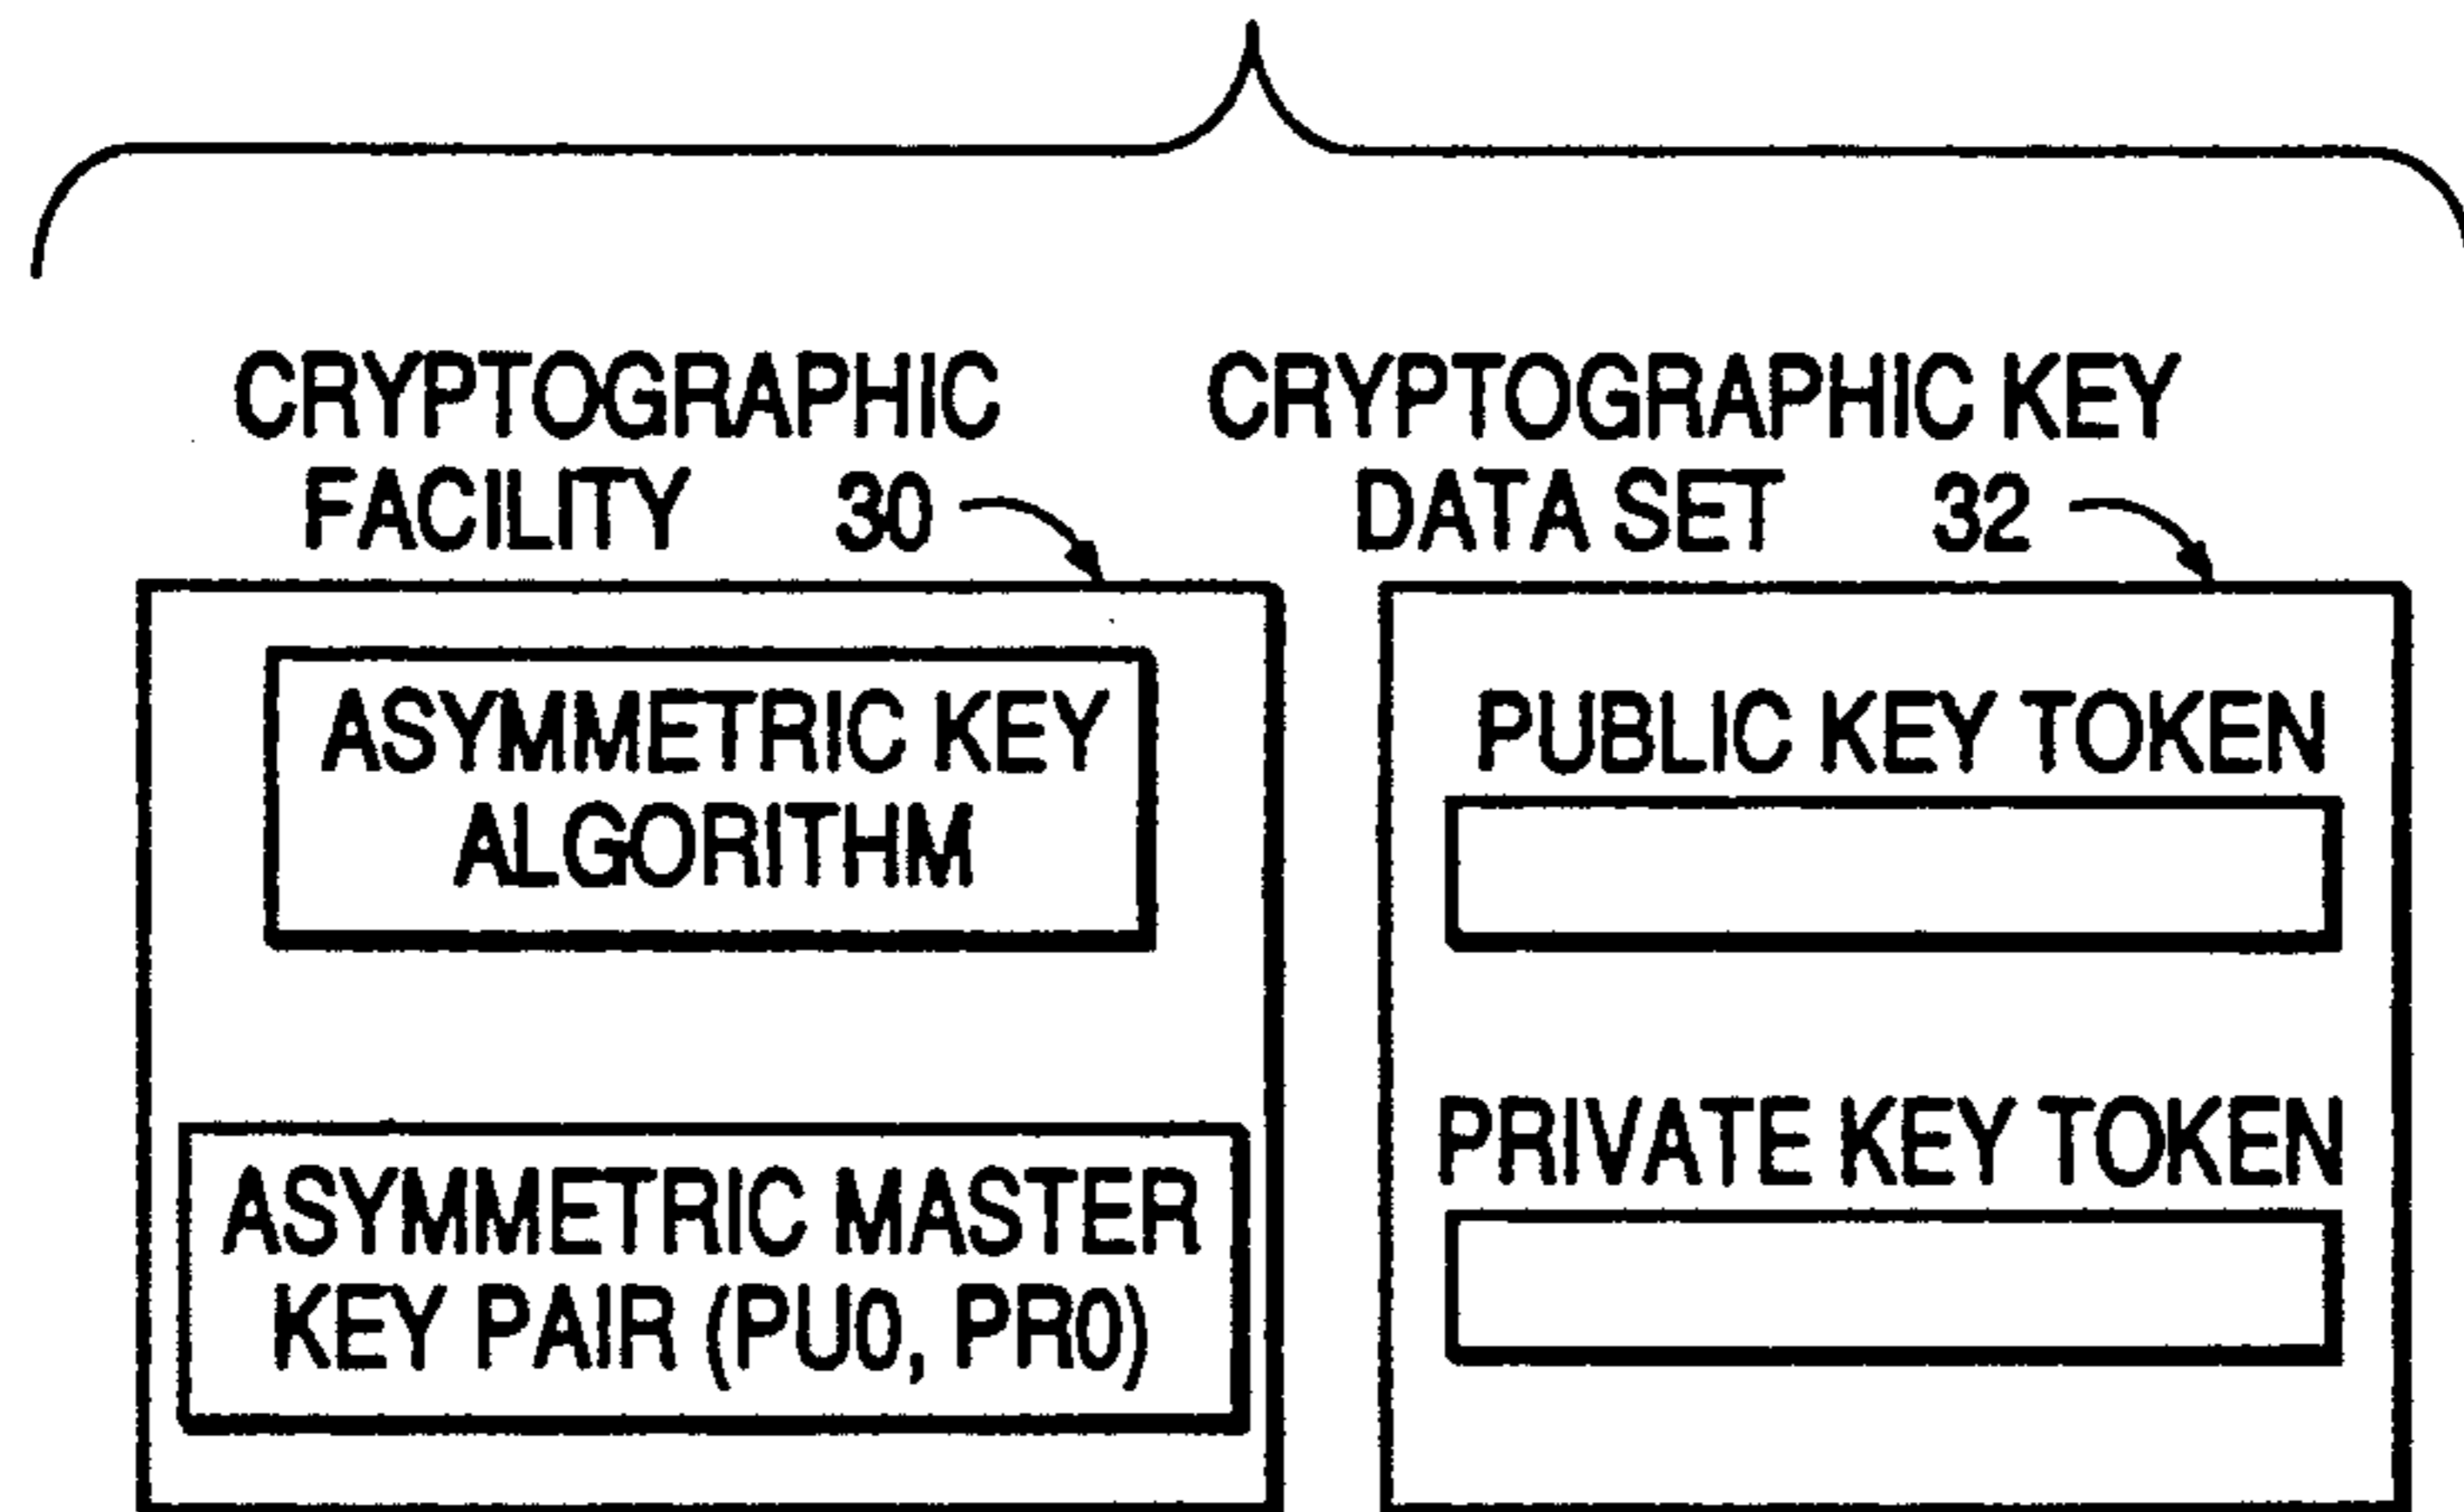 CRYPTOGRAPHIC
FACILITY 30
CRYPTOGRAPHIC KEY
DATA SET 32
ASYMMETRIC KEY
ALGORITHM
ASYMMETRIC MASTER
KEY PAIR (PU0, PR0)
PUBLIC KEY TOKEN
PRIVATE KEY TOKEN